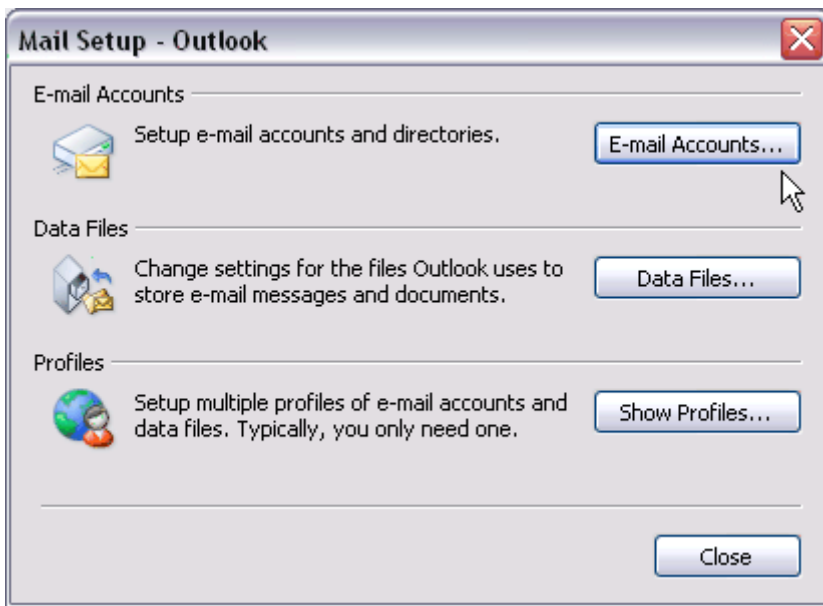 Mail Setup - Outlook
E-mail Accounts
Setup e-mail accounts and directories.
E-mail Accounts...
Data Files
Change settings for the files Outlook uses to
store e-mail messages and documents.
Data Files...
Profiles
Setup multiple profiles of e-mail accounts and
data files. Typically, you only need one.
Show Profiles...
Close